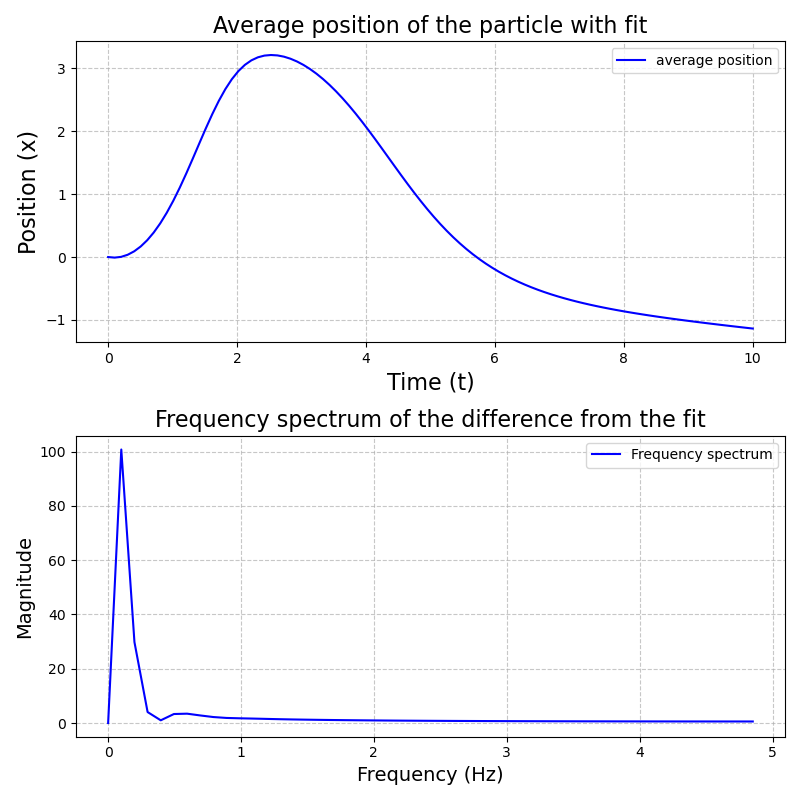 Average position of the particle with fit
average position
Position (x)
3
2
1
0
−1
0 2 4 6 8 10
Time (t)
Frequency spectrum of the difference from the fit
Frequency spectrum
Magnitude
100
80
60
40
20
0
0 1 2 3 4 5
Frequency (Hz)